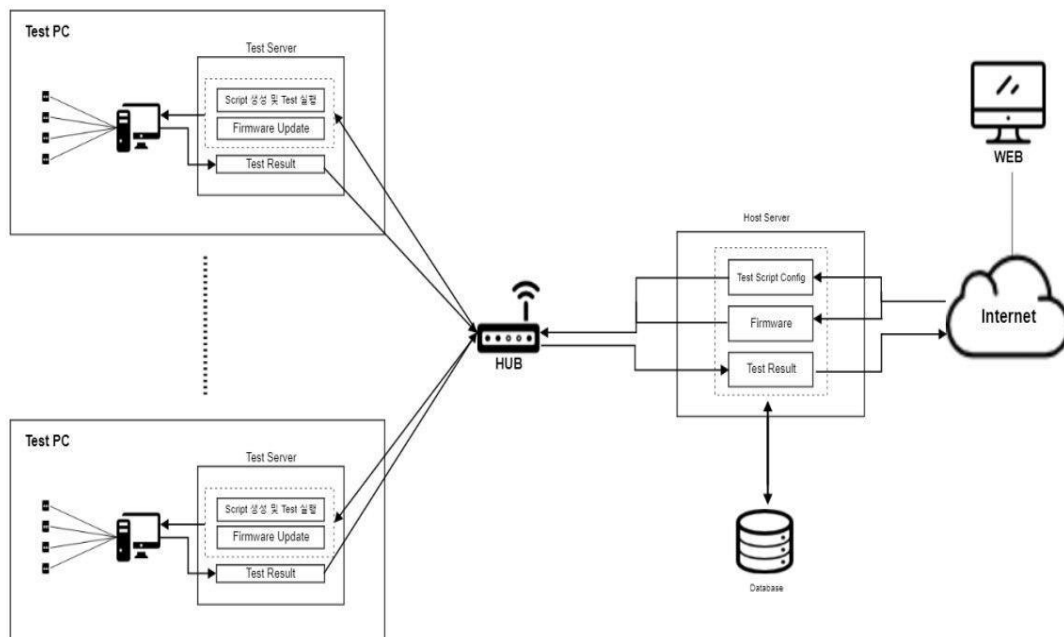 Test PC
Test Server
Script 생성 및 Test 실행
Firmware Update
Test Result
WEB
Host Server
Test Script Config
Firmware
Test Result
Internet
HUB
Test PC
Test Server
Script 생성 및 Test 실행
Firmware Update
Test Result
Database